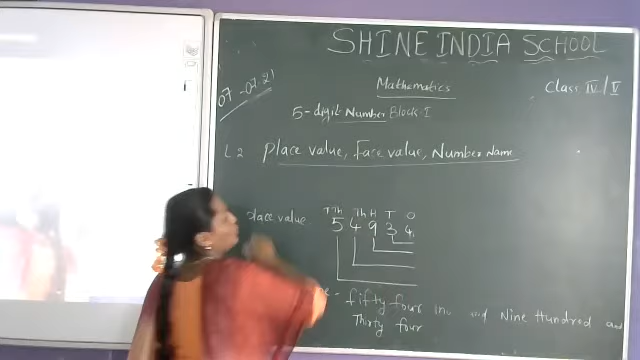 SHINE INDIA SCHOOL
07-07-21
Mathematics
Class IV/V
5-digit Number Block-I
L 2 Place value, Face value, Number Name
Place value
TTh Th H T O
5 4 9 3 4
fifty four and Nine Hundred and
Thirty four